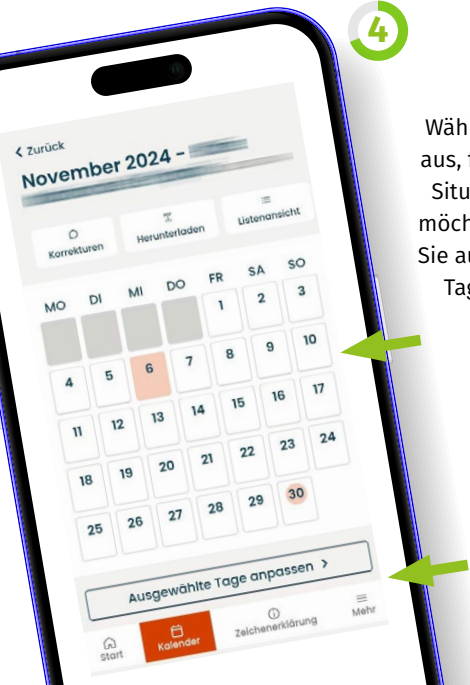 4
Zurück
November 2024 -
Korrekturen Herunterladen Listenansicht
MO DI MI DO FR SA SO
1 2 3
4 5 6 7 8 9 10
11 12 13 14 15 16 17
18 19 20 21 22 23 24
25 26 27 28 29 30
Ausgewählte Tage anpassen >
Start Kalender Zeichenerklärung Mehr
Wäh
aus, f
Situ
möch
Sie au
Tag